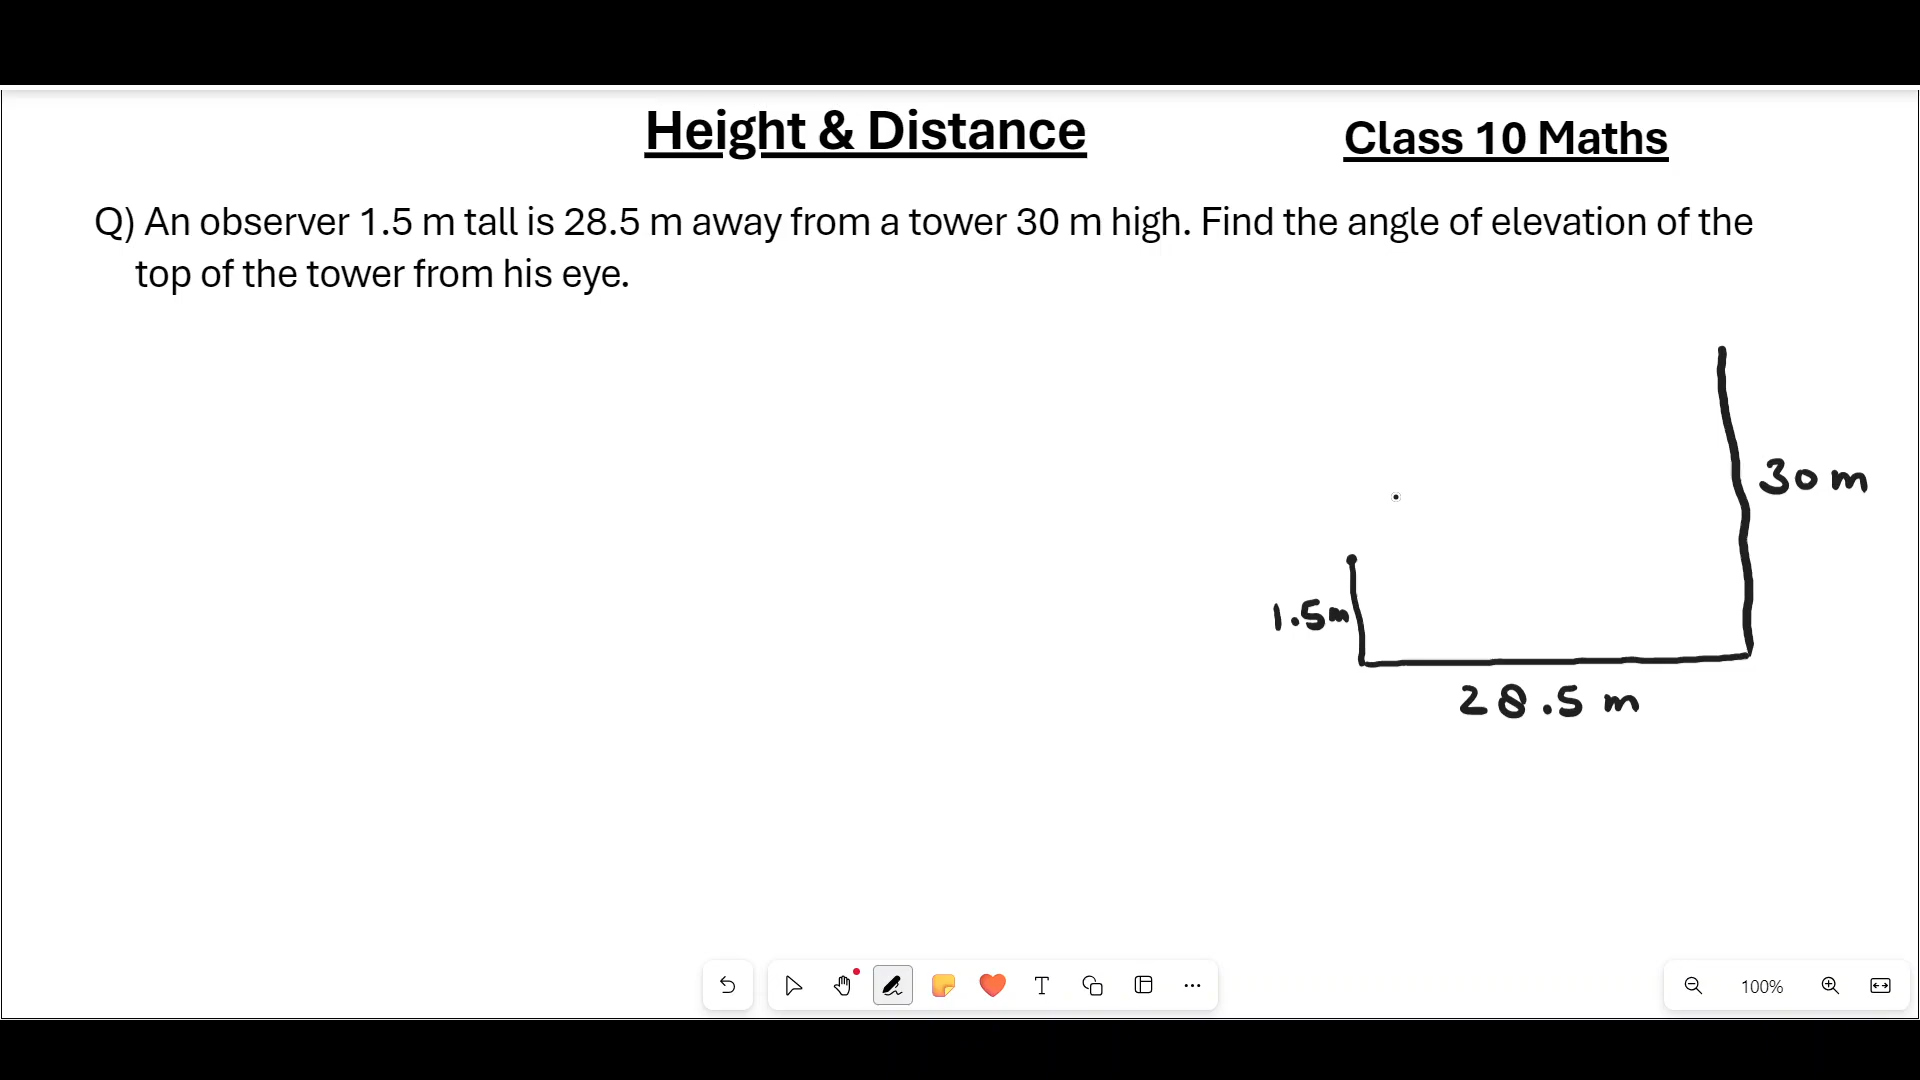 Height & Distance
Class 10 Maths
Q) An observer 1.5 m tall is 28.5 m away from a tower 30 m high. Find the angle of elevation of the
top of the tower from his eye.
30 m
1.5m
28.5 m
100%